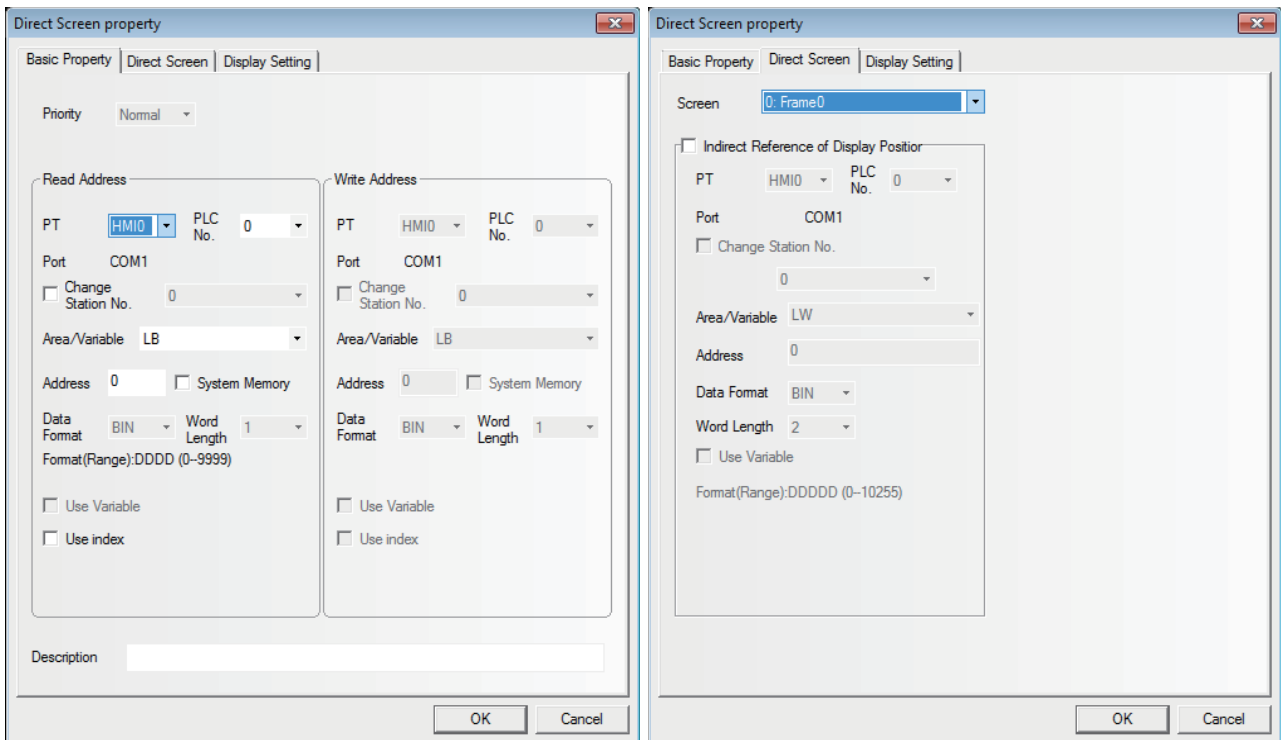 Direct Screen property
Basic Property Direct Screen Display Setting
Priority Normal
Read Address
PT HMI0 PLC No. 0
Port COM1
Change Station No. 0
Area/Variable LB
Address 0 System Memory
Data Format BIN Word Length 1
Format(Range):DDDD (0--9999)
Use Variable
Use index
Write Address
PT HMI0 PLC No. 0
Port COM1
Change Station No. 0
Area/Variable LB
Address 0 System Memory
Data Format BIN Word Length 1
Use Variable
Use index
Description
OK Cancel
Direct Screen property
Basic Property Direct Screen Display Setting
Screen 0: Frame0
Indirect Reference of Display Positior
PT HMI0 PLC No. 0
Port COM1
Change Station No.
0
Area/Variable LW
Address 0
Data Format BIN
Word Length 2
Use Variable
Format(Range):DDDDD (0--10255)
OK Cancel